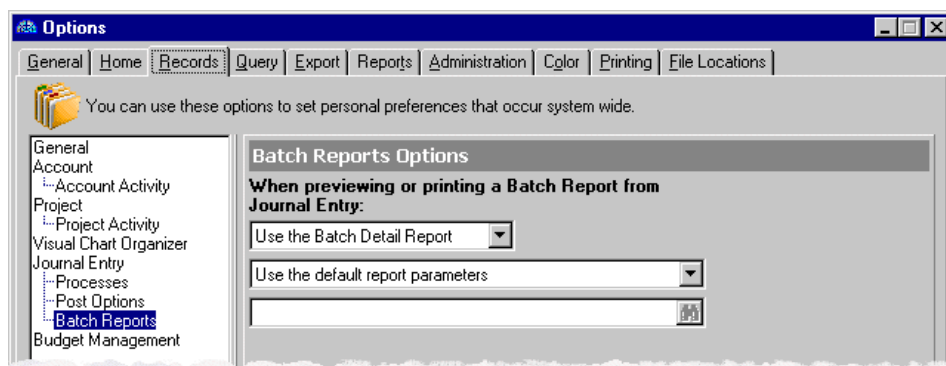 Options
General Home Records Query Export Reports Administration Color Printing File Locations
You can use these options to set personal preferences that occur system wide.
General
Account
Account Activity
Project
Project Activity
Visual Chart Organizer
Journal Entry
Processes
Post Options
Batch Reports
Budget Management
Batch Reports Options
When previewing or printing a Batch Report from
Journal Entry:
Use the Batch Detail Report
Use the default report parameters